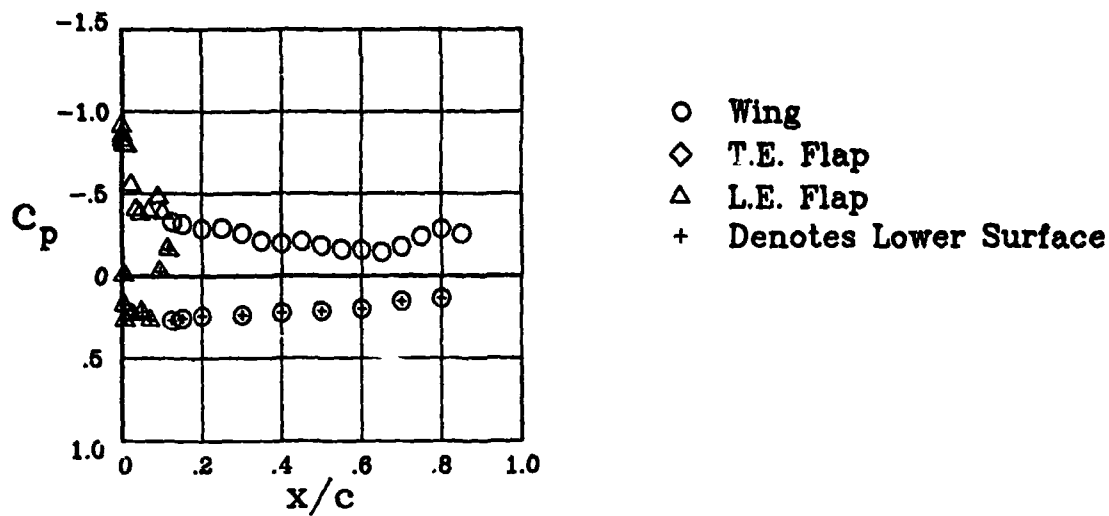 -1.5
-1.0
-.5
Cp
0
.5
1.0
0 .2 .4 .6 .8 1.0
x/c
Wing
T.E. Flap
L.E. Flap
+ Denotes Lower Surface